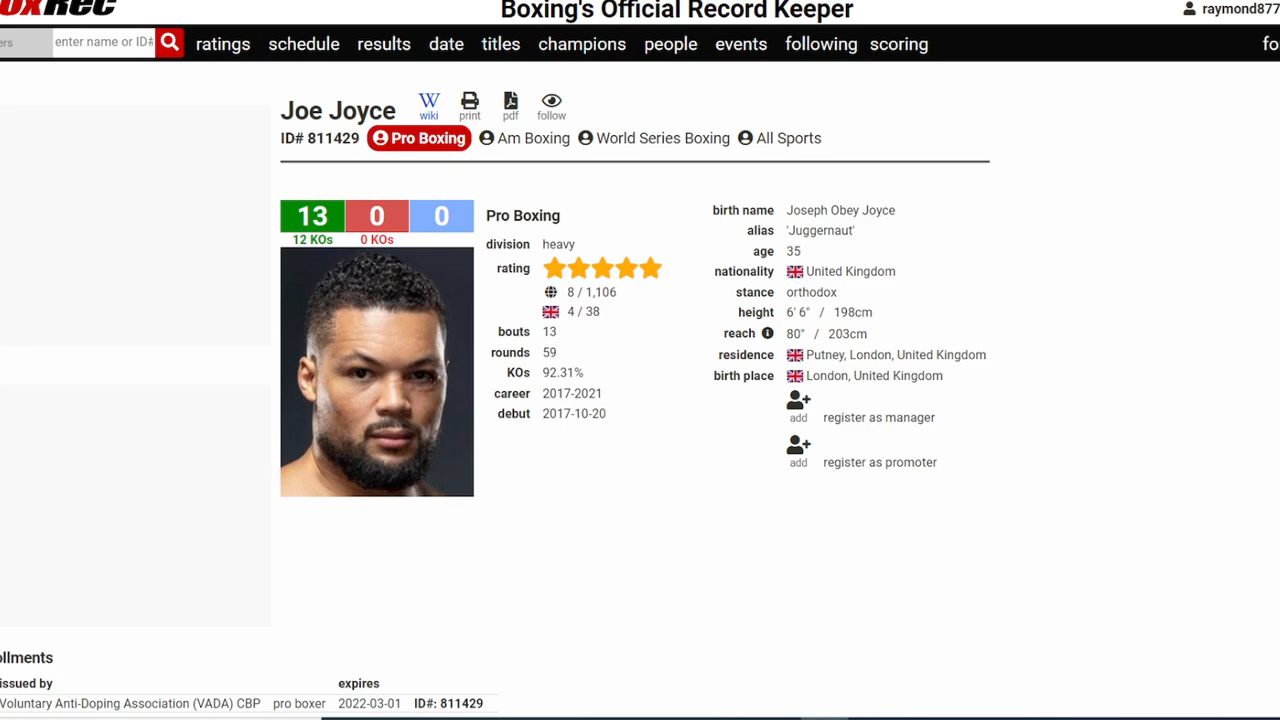 oxRec
Boxing's Official Record Keeper
raymond877
ers
enter name or ID#
ratings schedule results date titles champions people events following scoring
fo
Joe Joyce
wiki print pdf follow
ID# 811429 Pro Boxing Am Boxing World Series Boxing All Sports
13 0 0
12 KOs 0 KOs
Pro Boxing
division heavy
rating
8 / 1,106
4 / 38
bouts 13
rounds 59
KOs 92.31%
career 2017-2021
debut 2017-10-20
birth name Joseph Obey Joyce
alias 'Juggernaut'
age 35
nationality United Kingdom
stance orthodox
height 6' 6" / 198cm
reach 80" / 203cm
residence Putney, London, United Kingdom
birth place London, United Kingdom
add register as manager
add register as promoter
ollments
issued by expires
Voluntary Anti-Doping Association (VADA) CBP pro boxer 2022-03-01 ID#: 811429